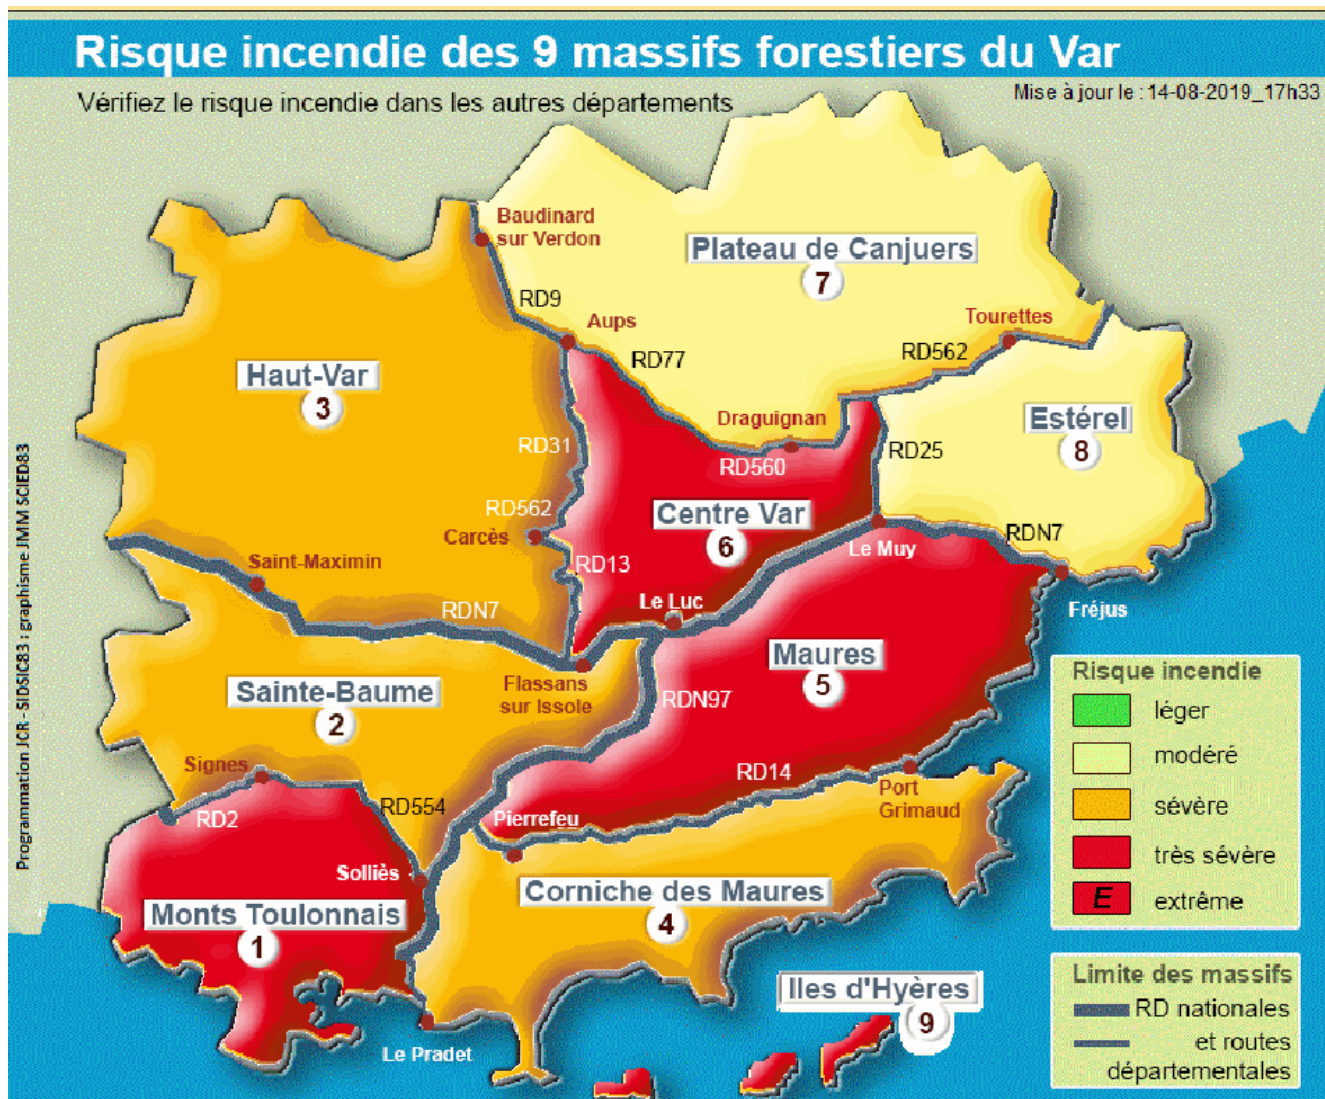 Risque incendie des 9 massifs forestiers du Var
Vérifiez le risque incendie dans les autres départements
Mise à jour le : 14-08-2019_17h33
Baudinard
sur Verdon
Plateau de Canjuers
7
RD9
Aups
Tourettes
RD77
RD562
Haut-Var
3
Draguignan
Estérel
8
RD31
RD25
RD560
RD562
Centre Var
6
Carcès
Le Muy
RDN7
Saint-Maximin
RD13
Le Luc
Fréjus
RDN7
Maures
5
Flassans
sur Issole
Sainte-Baume
2
RDN97
Signes
RD14
Port
Grimaud
RD554
RD2
Pierrefeu
Solliès
Corniche des Maures
4
Monts Toulonnais
1
Iles d'Hyères
9
Le Pradet
Programmation JCR - SIDSIC83 ; graphisme JMM SCIED83
Risque incendie
léger
modéré
sévère
très sévère
E extrême
Limite des massifs
RD nationales
et routes
départementales